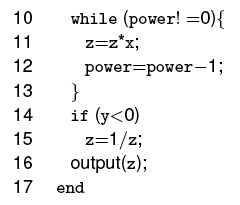 10 while (power! =0){
11 z=z*x;
12 power=power−1;
13 }
14 if (y<0)
15 z=1/z;
16 output(z);
17 end